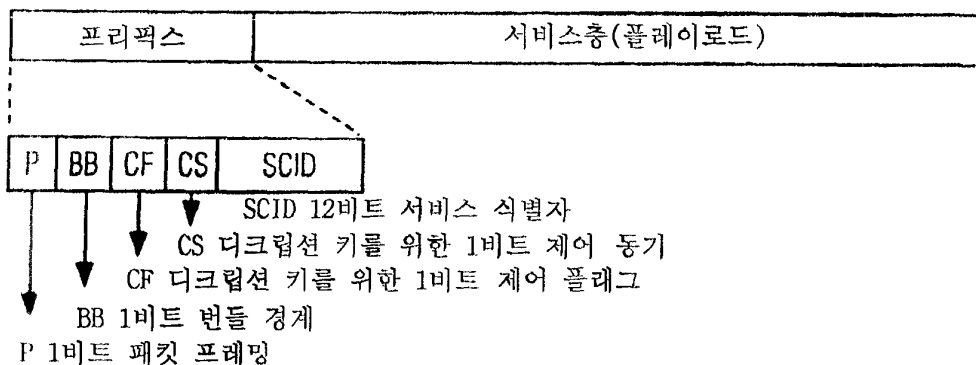 프리픽스 서비스층(플레이로드)
P BB CF CS SCID
SCID 12비트 서비스 식별자
CS 디크립션 키를 위한 1비트 제어 동기
CF 디크립션 키를 위한 1비트 제어 플래그
BB 1비트 번들 경계
P 1비트 패킷 프레밍